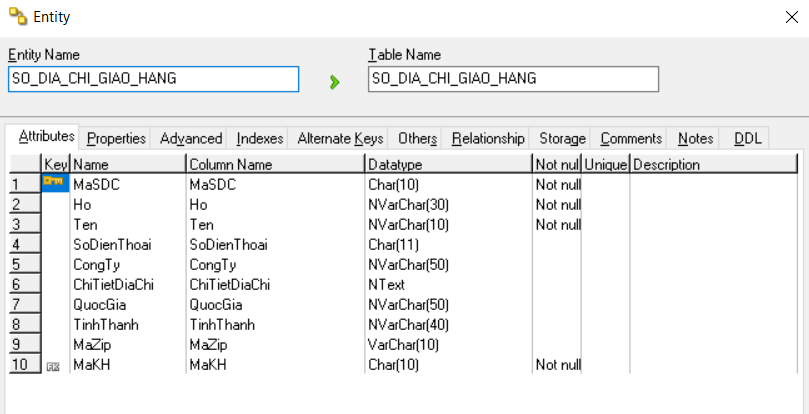 Entity
Entity Name Table Name
SO_DIA_CHI_GIAO_HANG SO_DIA_CHI_GIAO_HANG
Attributes Properties Advanced Indexes Alternate Keys Others Relationship Storage Comments Notes DDL
Key Name Column Name Datatype Not nul Unique Description
1 MaSDC MaSDC Char(10) Not null
2 Ho Ho NVarChar(30) Not null
3 Ten Ten NVarChar(10) Not null
4 SoDienThoai SoDienThoai Char(11)
5 CongTy CongTy NVarChar(50)
6 ChiTietDiaChi ChiTietDiaChi NText
7 QuocGia QuocGia NVarChar(50)
8 TinhThanh TinhThanh NVarChar(40)
9 MaZip MaZip VarChar(10)
10 FK MaKH MaKH Char(10) Not null